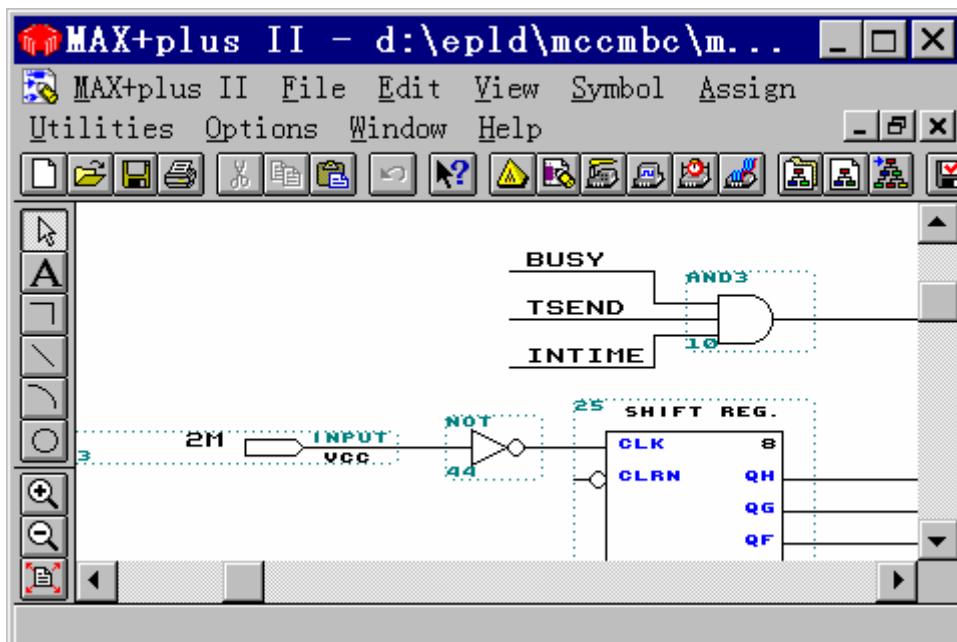 MAX+plus II - d:\epld\mccmbc\m...
MAX+plus II File Edit View Symbol Assign
Utilities Options Window Help
A
BUSY
AND3
TSEND
10
INTIME
25 SHIFT REG.
NOT
2M INPUT
VCC
3
44
CLK 8
CLRN QH
QG
QF